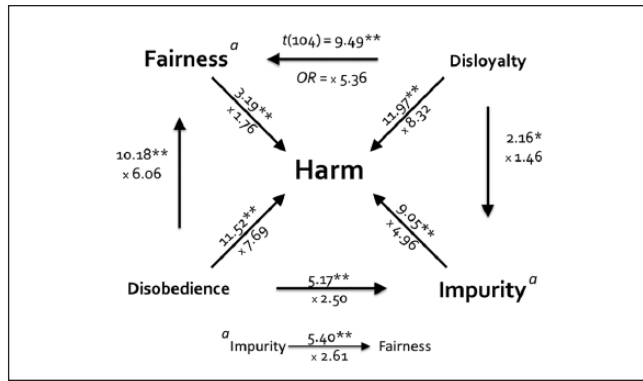 t(104) = 9.49**
Fairness a
Disloyalty
OR = x 5.36
3.19**
x 1.76
11.97**
x 8.32
10.18**
x 6.06
Harm
2.16*
x 1.46
11.52**
x 7.69
9.05**
x 4.96
Disobedience
5.17**
x 2.50
Impurity a
a Impurity
5.40**
x 2.61
Fairness